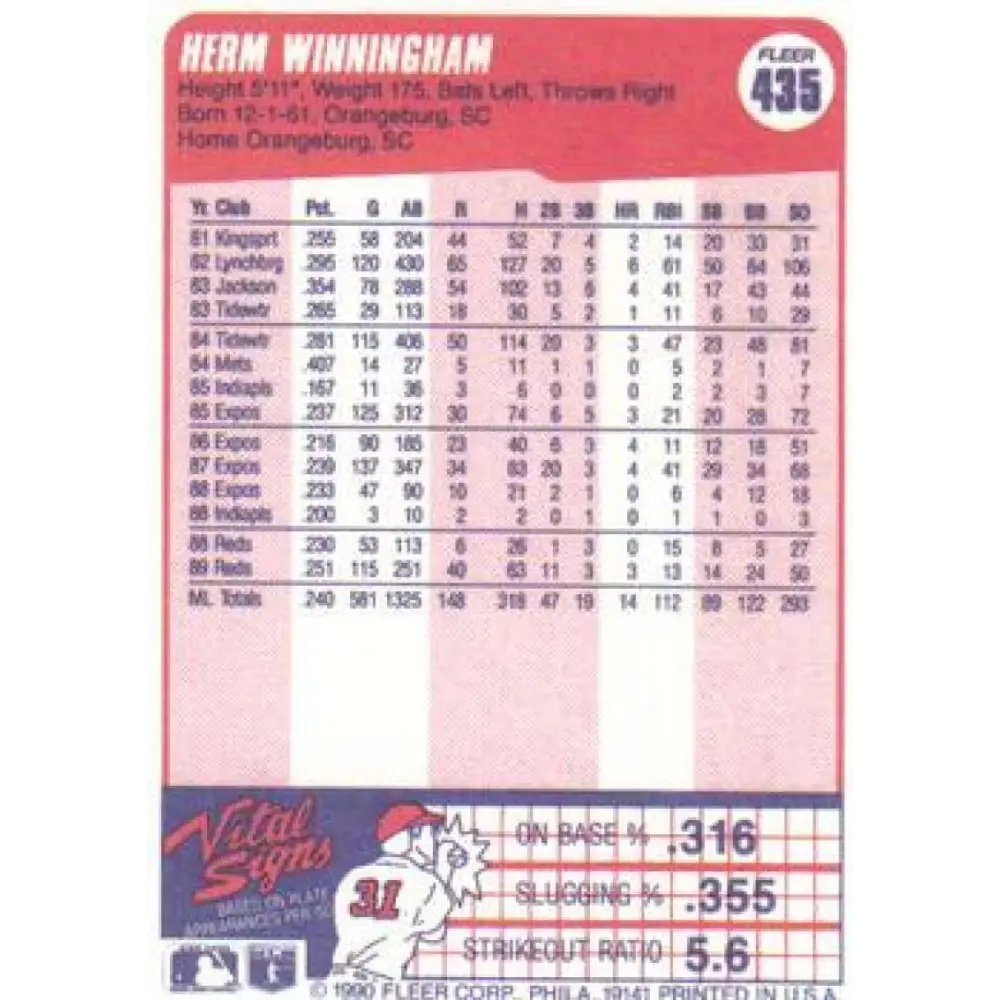 HERM WINNINGHAM
FLEER
435
Height 5'11", Weight 175, Bats Left, Throws Right
Born 12-1-61, Orangeburg, SC
Home Orangeburg, SC
Yr. Club Pct. G AB R H 2B 3B HR RBI SB BB SO
81 Kingsprt .255 58 204 44 52 7 4 2 14 20 33 31
82 Lynchbrg .295 120 430 65 127 20 5 6 61 50 64 106
83 Jackson .354 78 288 54 102 13 6 4 41 17 43 44
83 Tidewtr .265 29 113 18 30 5 2 1 11 6 10 29
84 Tidewtr .281 115 406 50 114 20 3 3 47 23 48 81
84 Mets .407 14 27 5 11 1 1 0 5 2 1 7
85 Indiapls .167 11 36 3 6 0 0 0 2 2 3 7
85 Expos .237 125 312 30 74 6 5 3 21 20 28 72
86 Expos .216 90 185 23 40 6 3 4 11 12 18 51
87 Expos .239 137 347 34 83 20 3 4 41 29 34 68
88 Expos .233 47 90 10 21 2 1 0 6 4 12 18
88 Indiapls .200 3 10 2 2 0 1 0 1 1 0 3
88 Reds .230 53 113 6 26 1 3 0 15 8 5 27
89 Reds .251 115 251 40 63 11 3 3 13 14 24 50
ML Totals .240 581 1325 148 318 47 19 14 112 89 122 293
Vital Signs
BASED ON PLATE
APPEARANCES PER SO
31
ON BASE % .316
SLUGGING % .355
STRIKEOUT RATIO 5.6
© 1990 FLEER CORP., PHILA. 19141 PRINTED IN U.S.A.